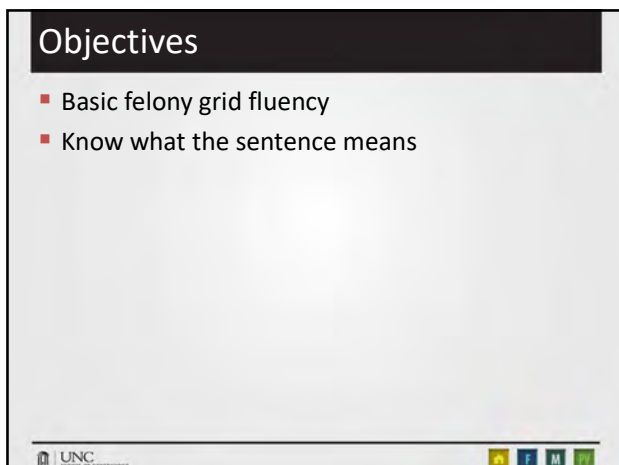 Objectives
▪ Basic felony grid fluency
▪ Know what the sentence means
UNC
F M PV